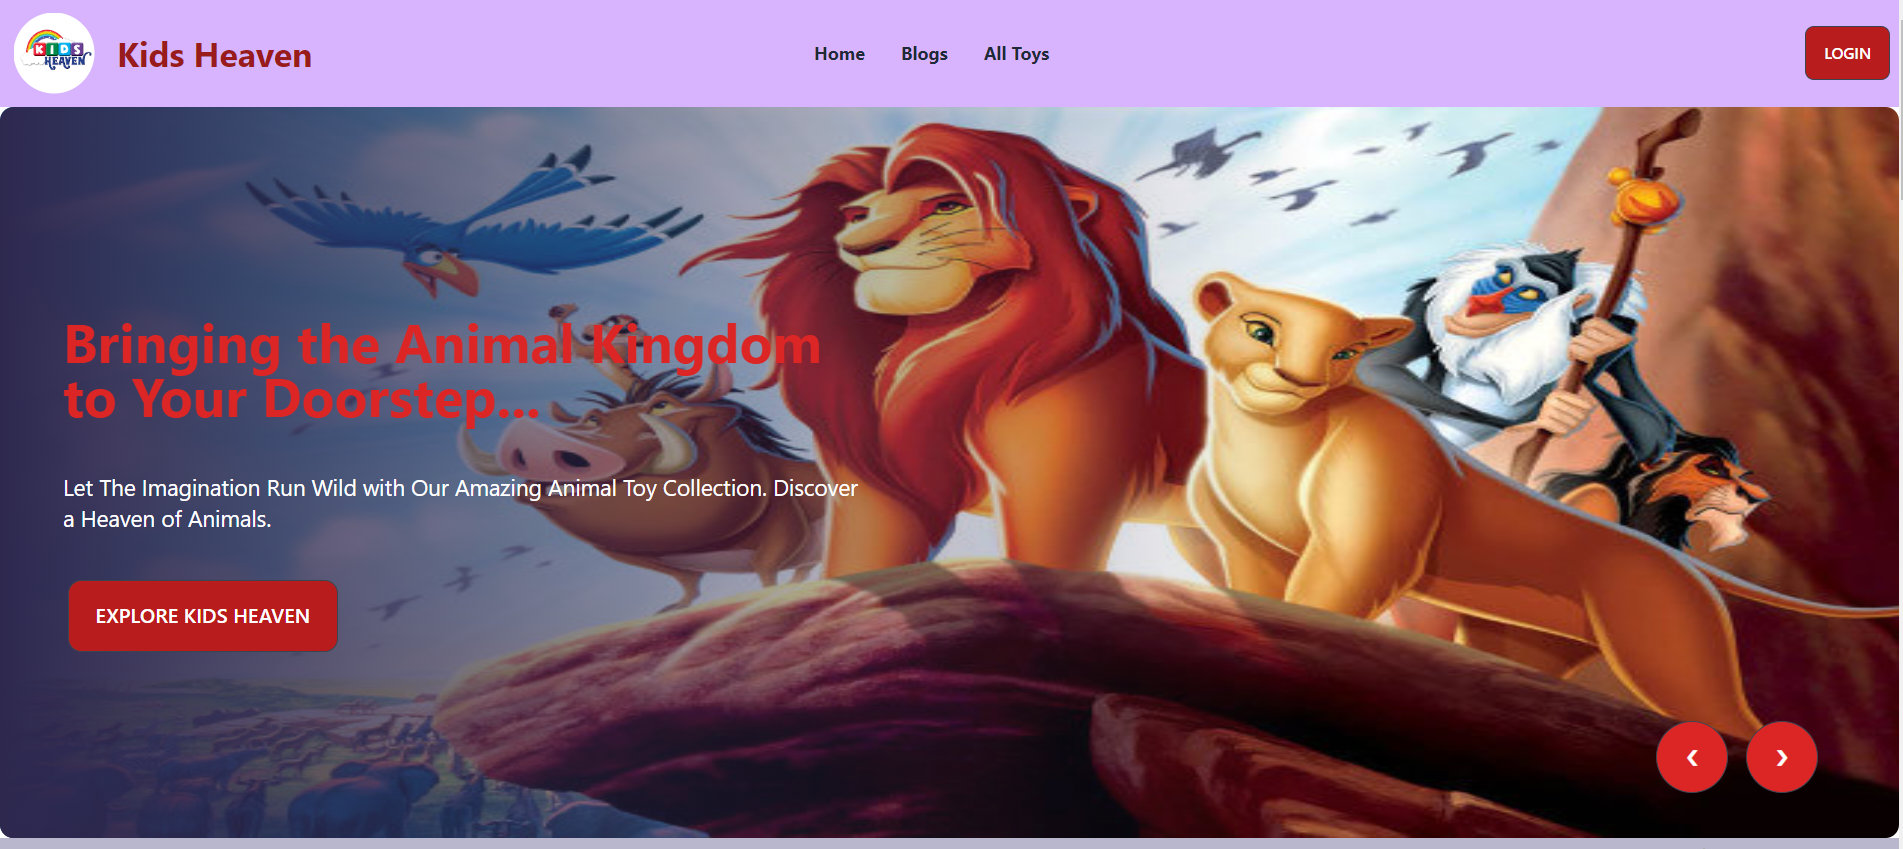 KIDS
HEAVEN
Kids Heaven
Home
Blogs
All Toys
LOGIN
Bringing the Animal Kingdom
to Your Doorstep...
Let The Imagination Run Wild with Our Amazing Animal Toy Collection. Discover
a Heaven of Animals.
EXPLORE KIDS HEAVEN